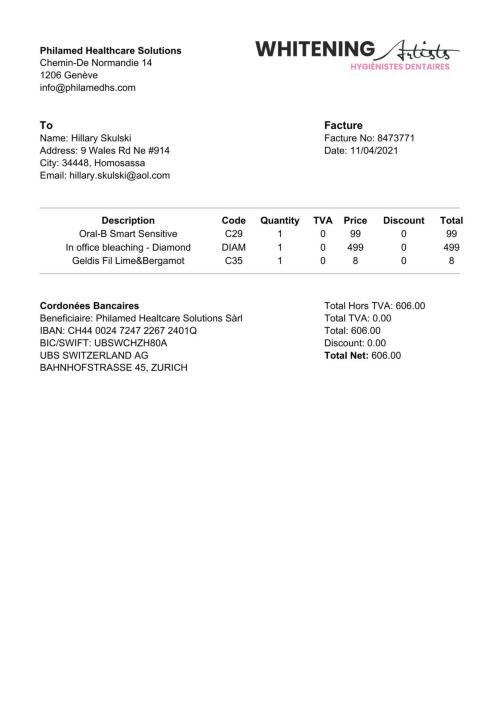 Philamed Healthcare Solutions
Chemin-De Normandie 14
1206 Genève
info@philamedhs.com
WHITENING Artists
HYGIÉNISTES DENTAIRES
To
Name: Hillary Skulski
Address: 9 Wales Rd Ne #914
City: 34448, Homosassa
Email: hillary.skulski@aol.com
Facture
Facture No: 8473771
Date: 11/04/2021
Description Code Quantity TVA Price Discount Total
Oral-B Smart Sensitive C29 1 0 99 0 99
In office bleaching - Diamond DIAM 1 0 499 0 499
Geldis Fil Lime&Bergamot C35 1 0 8 0 8
Cordonées Bancaires
Beneficiaire: Philamed Healtcare Solutions Sàrl
IBAN: CH44 0024 7247 2267 2401Q
BIC/SWIFT: UBSWCHZH80A
UBS SWITZERLAND AG
BAHNHOFSTRASSE 45, ZURICH
Total Hors TVA: 606.00
Total TVA: 0.00
Total: 606.00
Discount: 0.00
Total Net: 606.00